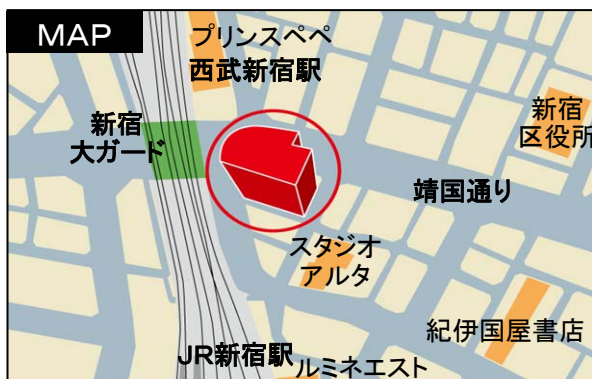 MAP
プリンスペペ
西武新宿駅
新宿
大ガード
新宿
区役所
靖国通り
スタジオ
アルタ
紀伊国屋書店
JR新宿駅
ルミネエスト